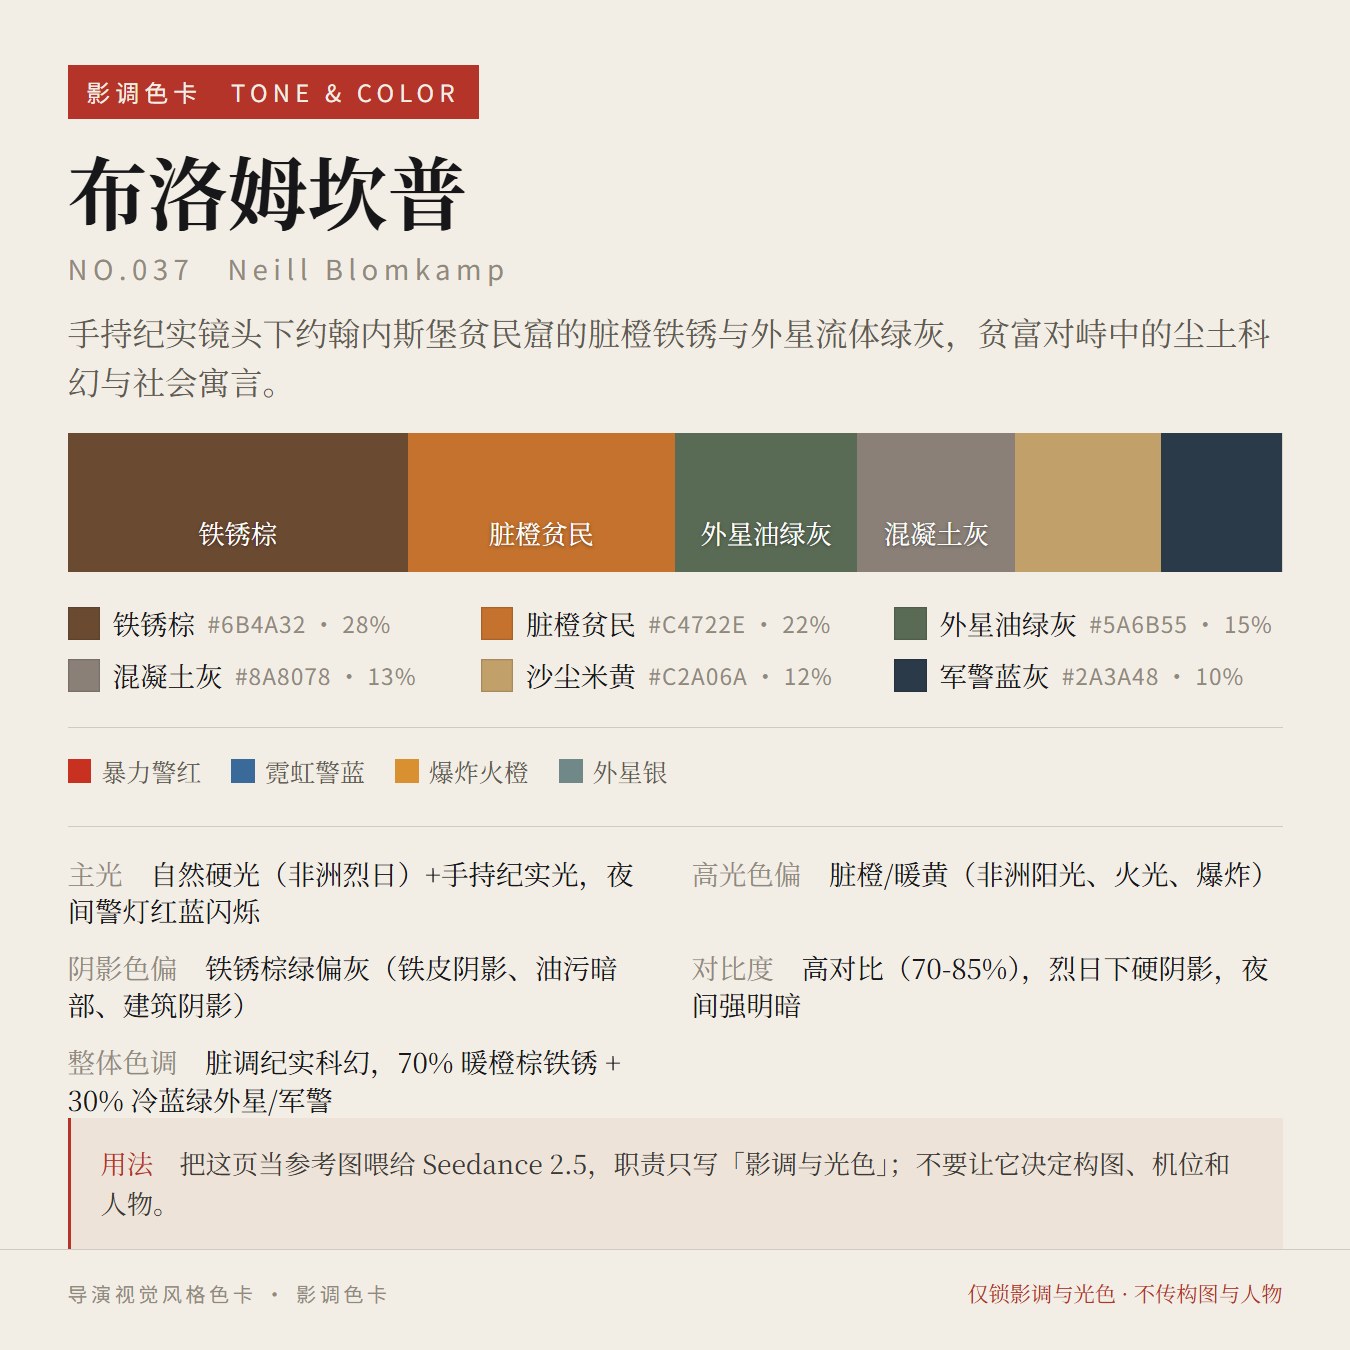 影调色卡 TONE & COLOR
布洛姆坎普
NO.037 Neill Blomkamp
手持纪实镜头下约翰内斯堡贫民窟的脏橙铁锈与外星流体绿灰，贫富对峙中的尘土科
幻与社会寓言。
铁锈棕 脏橙贫民 外星油绿灰 混凝土灰
铁锈棕 #6B4A32 · 28% 脏橙贫民 #C4722E · 22% 外星油绿灰 #5A6B55 · 15%
混凝土灰 #8A8078 · 13% 沙尘米黄 #C2A06A · 12% 军警蓝灰 #2A3A48 · 10%
暴力警红 霓虹警蓝 爆炸火橙 外星银
主光 自然硬光（非洲烈日）+手持纪实光，夜
间警灯红蓝闪烁
高光色偏 脏橙/暖黄（非洲阳光、火光、爆炸）
阴影色偏 铁锈棕绿偏灰（铁皮阴影、油污暗
部、建筑阴影）
对比度 高对比（70-85%），烈日下硬阴影，夜
间强明暗
整体色调 脏调纪实科幻，70% 暖橙棕铁锈 +
30% 冷蓝绿外星/军警
用法 把这页当参考图喂给 Seedance 2.5，职责只写「影调与光色」；不要让它决定构图、机位和
人物。
导演视觉风格色卡 · 影调色卡
仅锁影调与光色 · 不传构图与人物